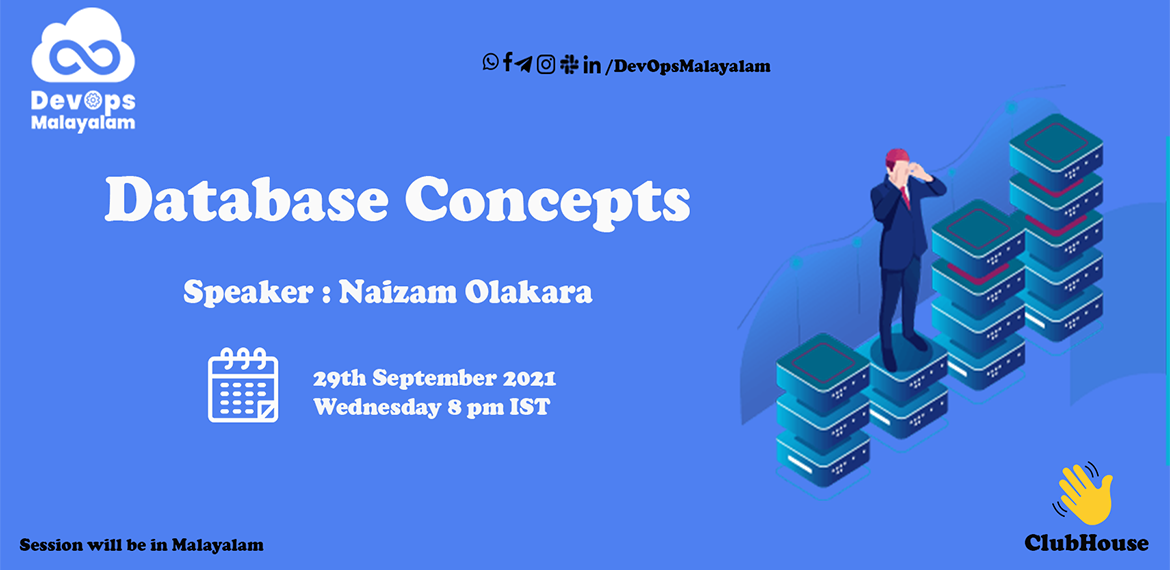 DevOps
Malayalam
/DevOpsMalayalam
Database Concepts
Speaker : Naizam Olakara
29th September 2021
Wednesday 8 pm IST
Session will be in Malayalam
ClubHouse